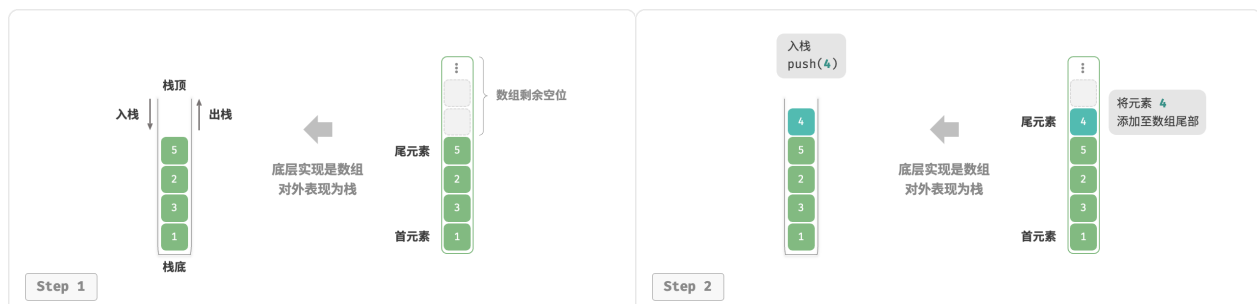 栈顶
入栈
出栈
5
2
3
1
栈底
底层实现是数组
对外表现为栈
⋮
数组剩余空位
尾元素
5
2
3
首元素
1
Step 1
入栈
push(4)
4
5
2
3
1
底层实现是数组
对外表现为栈
⋮
将元素 4
添加至数组尾部
尾元素
4
5
2
3
首元素
1
Step 2